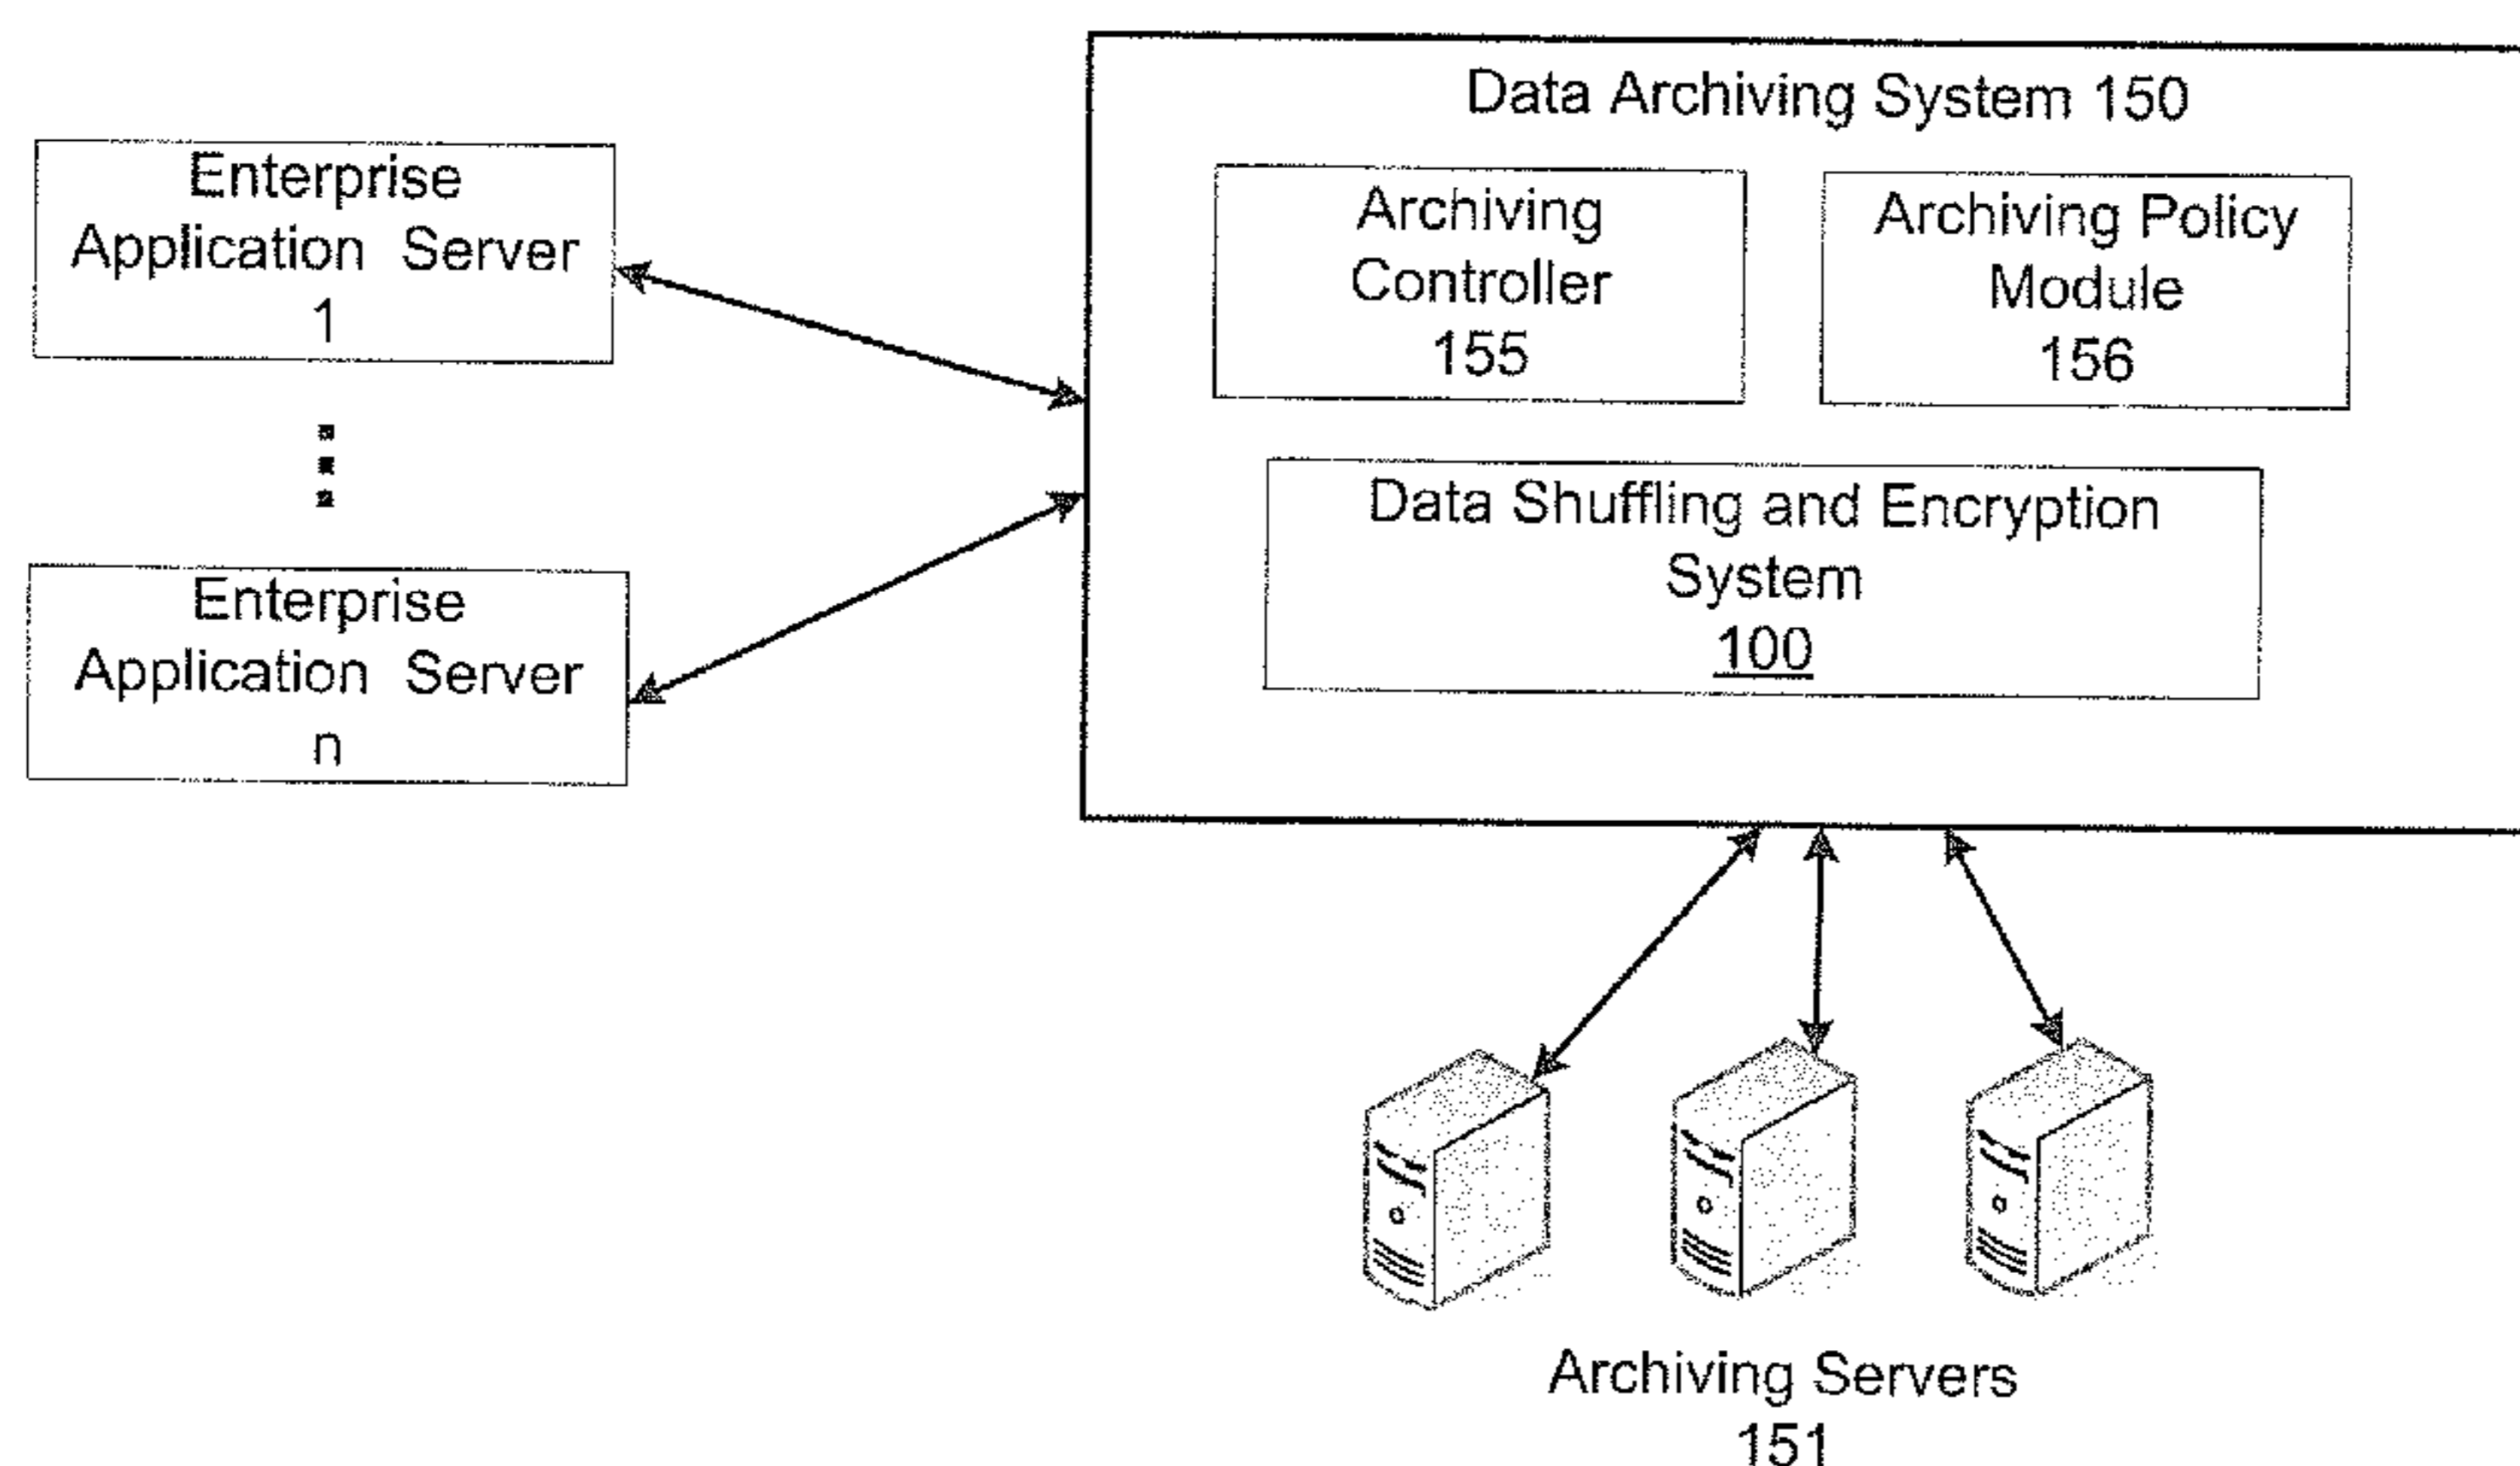 Data Archiving System 150
Enterprise
Application Server
1
Archiving
Controller
155
Archiving Policy
Module
156
Data Shuffling and Encryption
System
100
Enterprise
Application Server
n
Archiving Servers
151